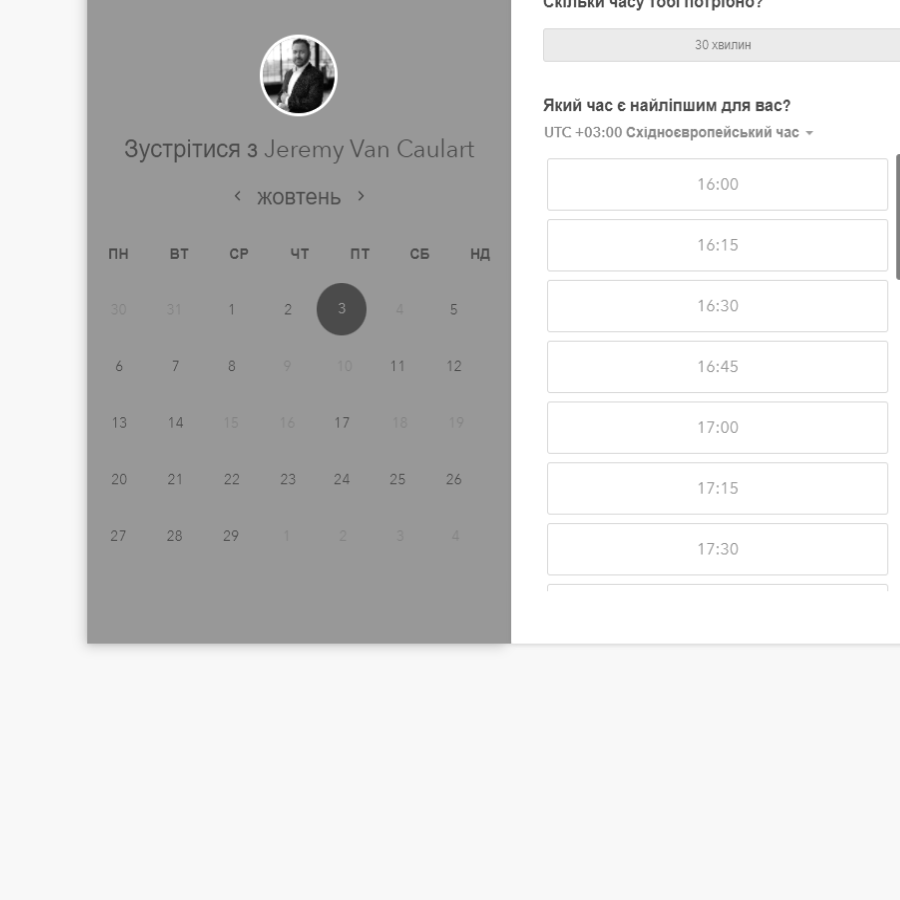 Зустрітися з Jeremy Van Caulart
жовтень
ПН ВТ СР ЧТ ПТ СБ НД
30 31 1 2 3 4 5
6 7 8 9 10 11 12
13 14 15 16 17 18 19
20 21 22 23 24 25 26
27 28 29 1 2 3 4
Скільки часу тобі потрібно?
30 хвилин
Який час є найліпшим для вас?
UTC +03:00 Східноєвропейський час
16:00
16:15
16:30
16:45
17:00
17:15
17:30